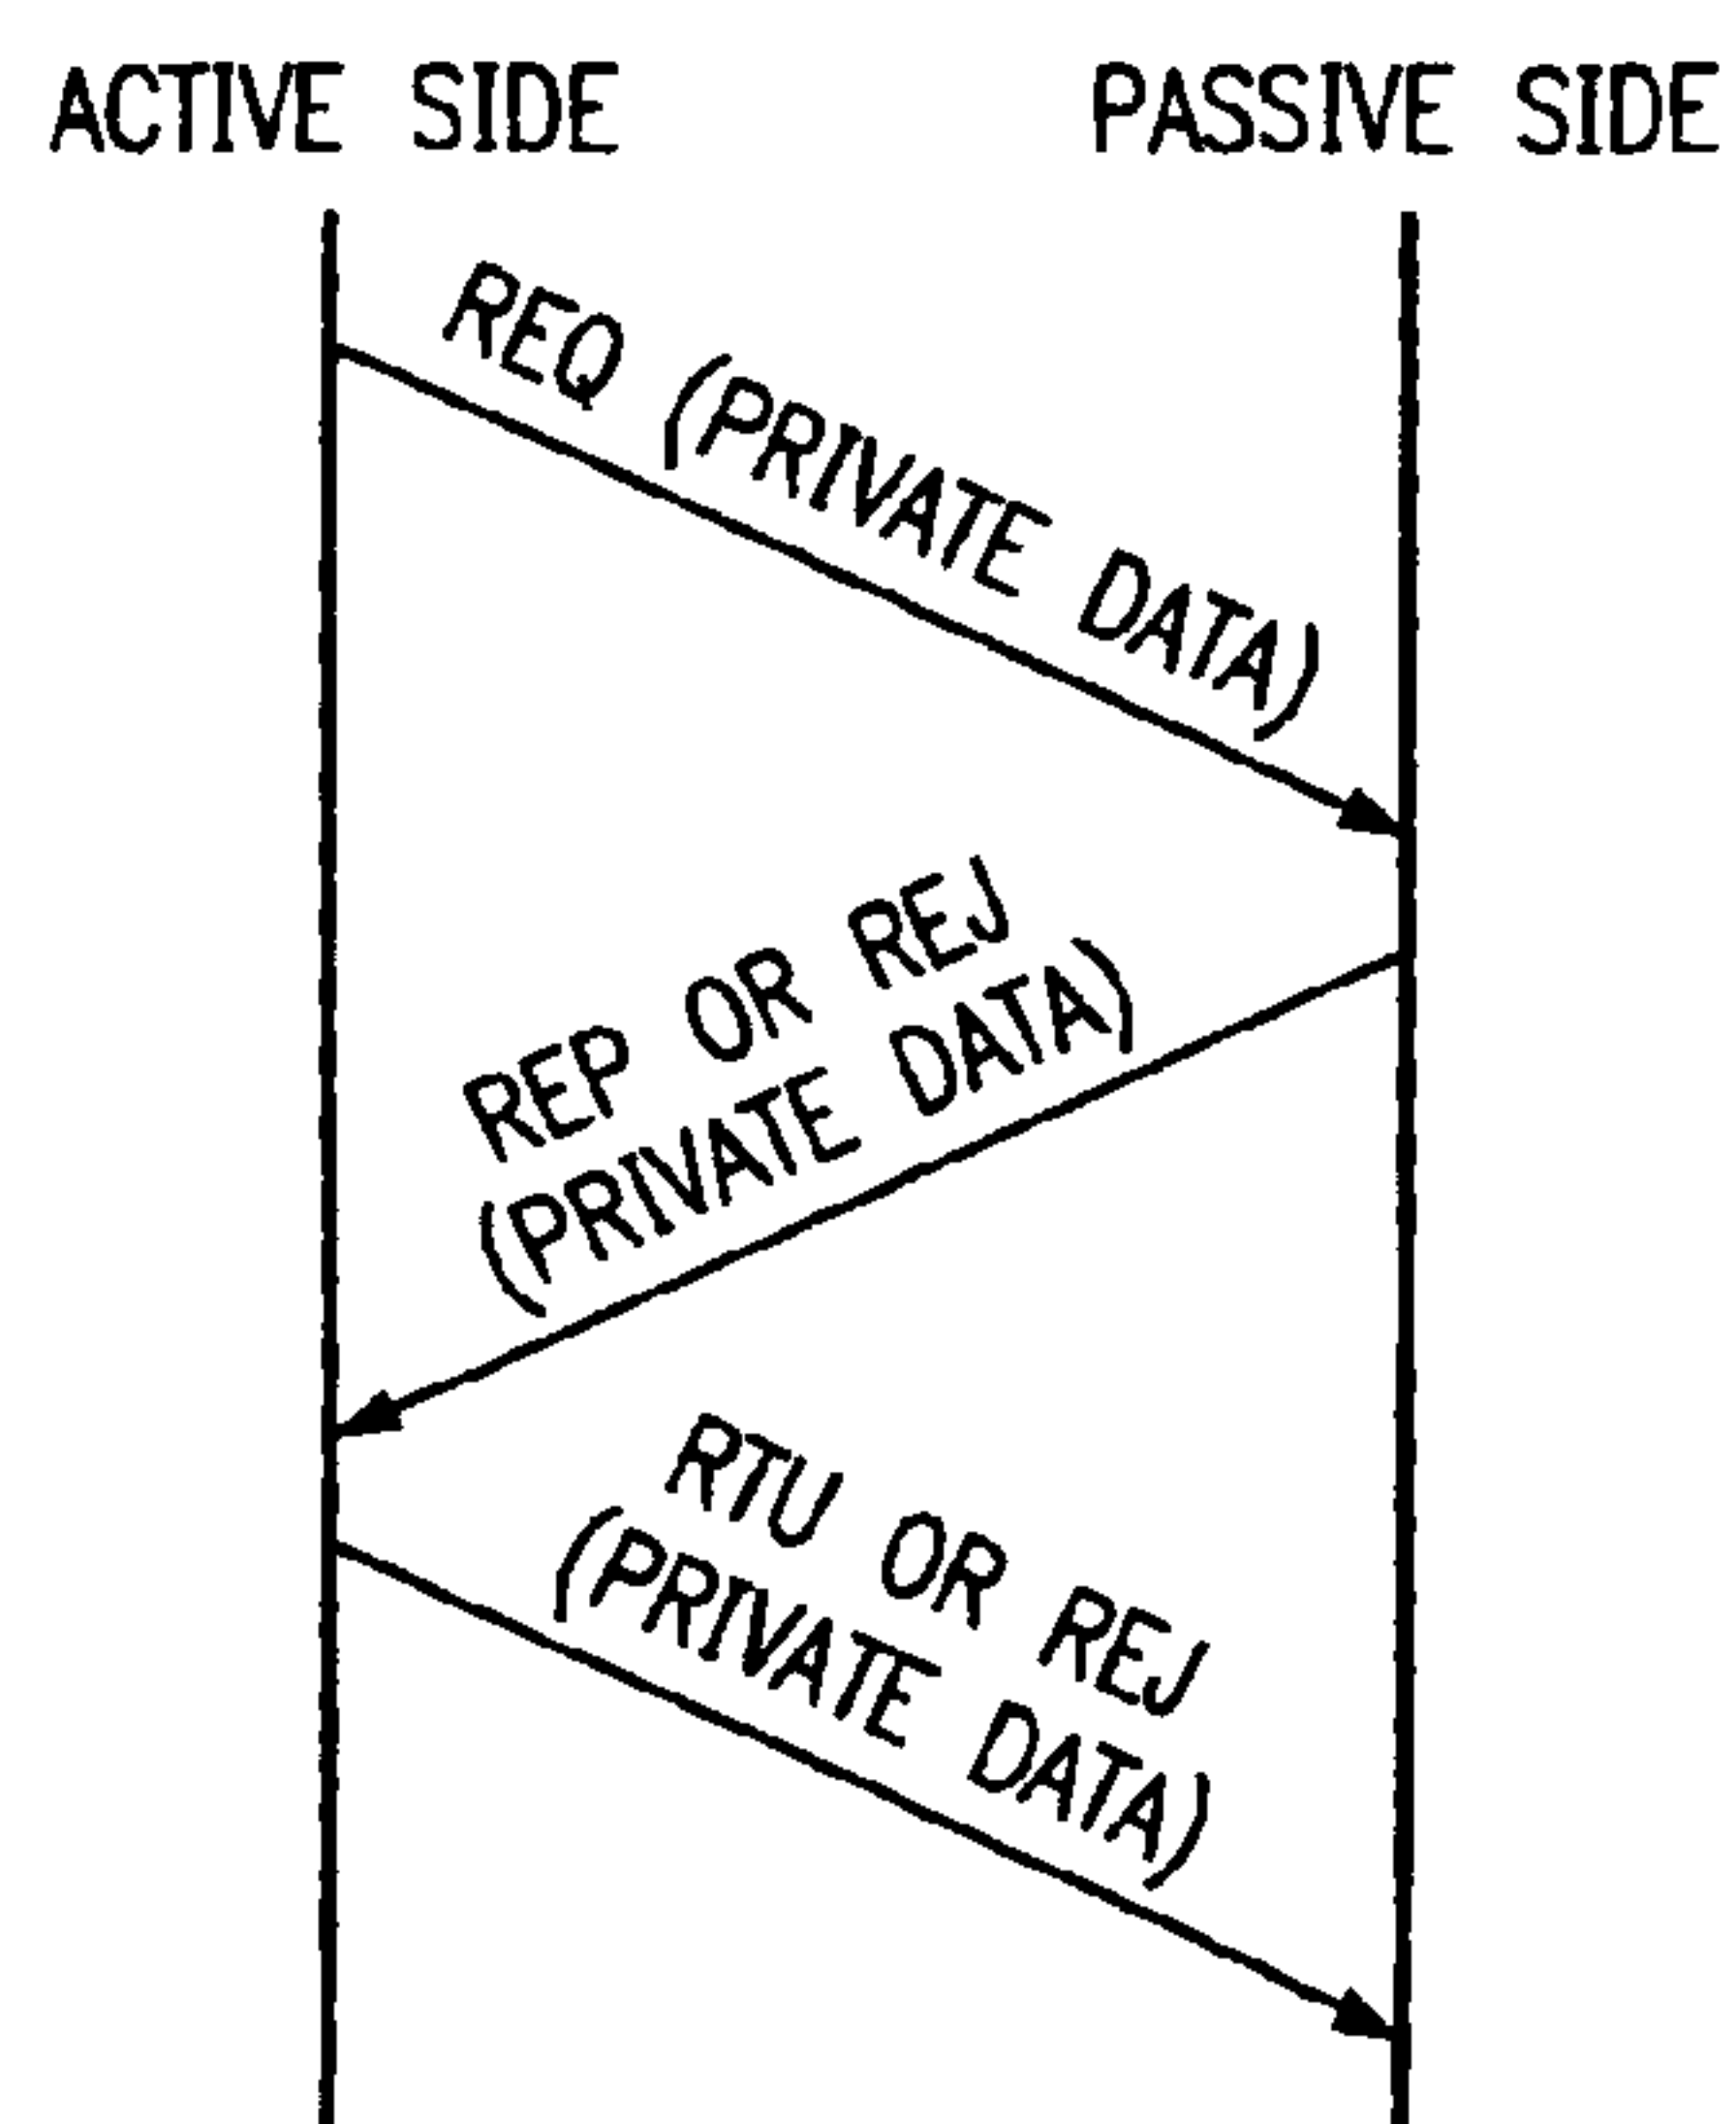 ACTIVE SIDE
PASSIVE SIDE
REQ (PRIVATE DATA)
REP OR REJ
(PRIVATE DATA)
RTU OR REJ
(PRIVATE DATA)